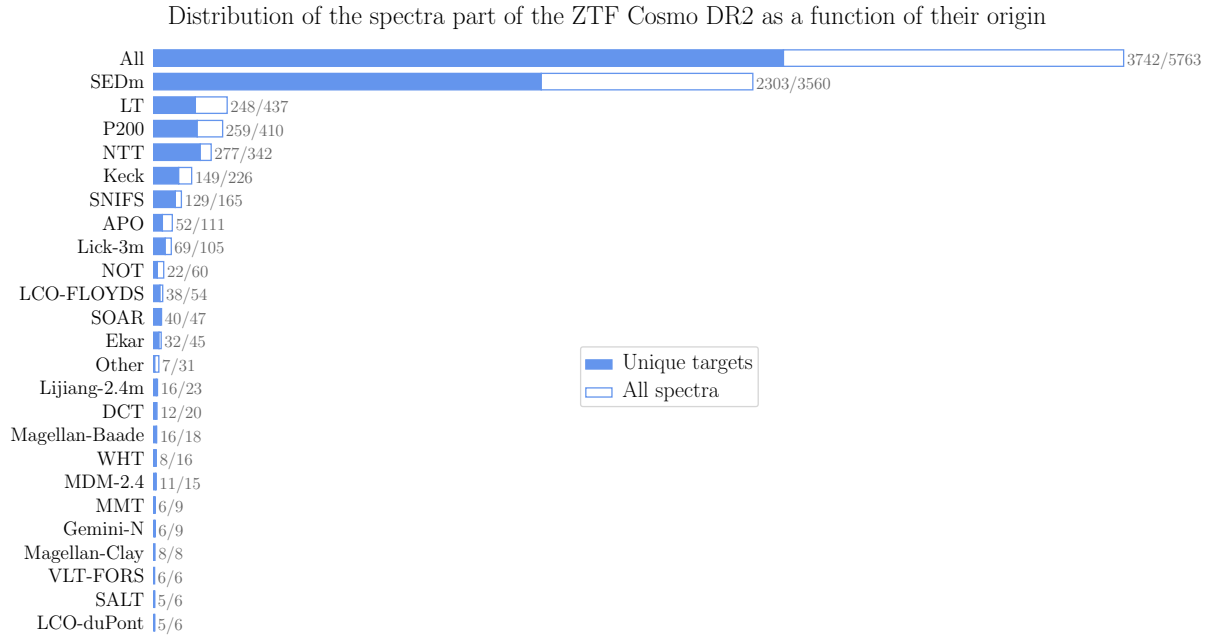 Distribution of the spectra part of the ZTF Cosmo DR2 as a function of their origin
All 3742/5763
SEDm 2303/3560
LT 248/437
P200 259/410
NTT 277/342
Keck 149/226
SNIFS 129/165
APO 52/111
Lick-3m 69/105
NOT 22/60
LCO-FLOYDS 38/54
SOAR 40/47
Ekar 32/45
Other 7/31
Unique targets
Lijiang-2.4m 16/23
All spectra
DCT 12/20
Magellan-Baade 16/18
WHT 8/16
MDM-2.4 11/15
MMT 6/9
Gemini-N 6/9
Magellan-Clay 8/8
VLT-FORS 6/6
SALT 5/6
LCO-duPont 5/6